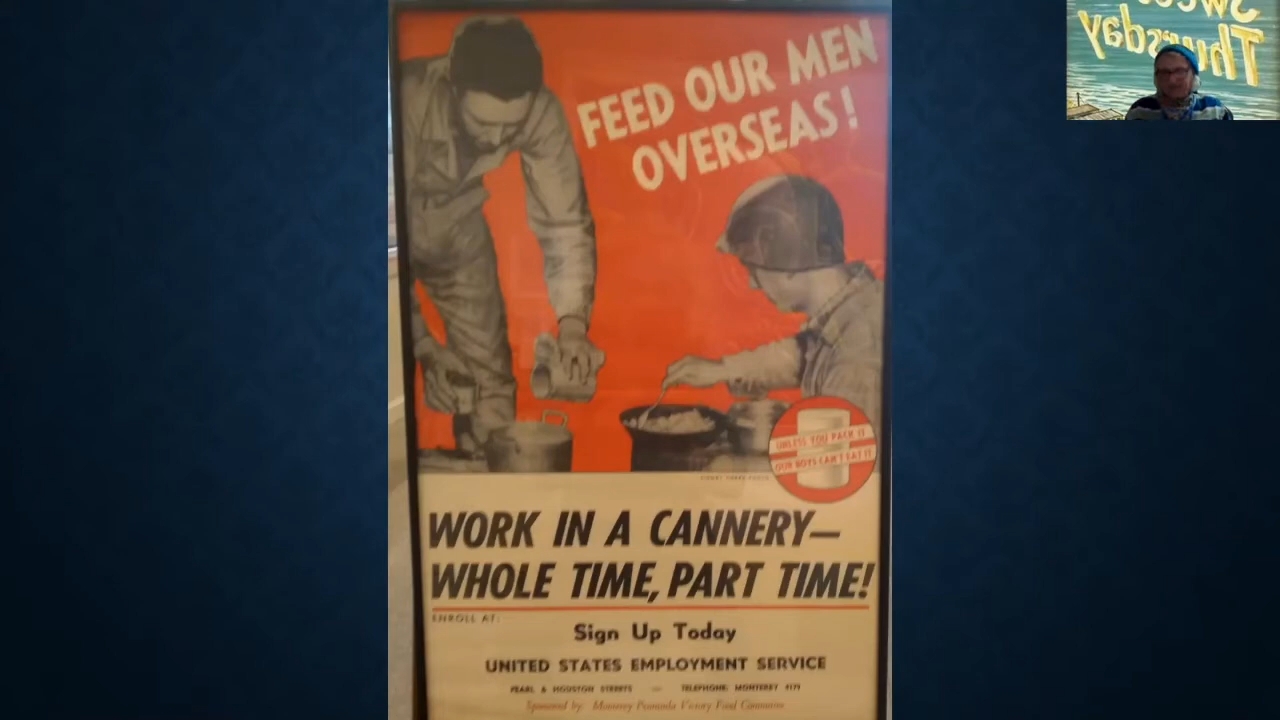 Sweet
Thursday
FEED OUR MEN
OVERSEAS!
UNLESS YOU PACK IT
OUR BOYS CAN'T EAT IT
WORK IN A CANNERY—
WHOLE TIME, PART TIME!
ENROLL AT:
Sign Up Today
UNITED STATES EMPLOYMENT SERVICE
PEARL & HOUSTON STREETS — TELEPHONE: MONTEREY 4171
Sponsored by: Monterey Peninsula Victory Food Committee